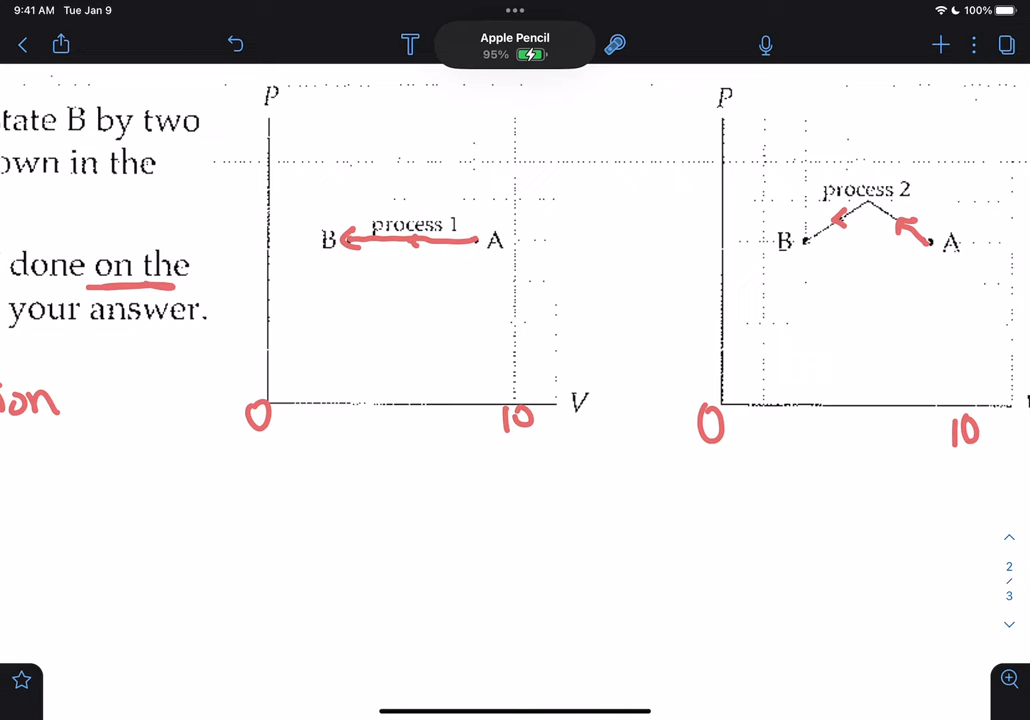 9:41 AM Tue Jan 9
100%
Apple Pencil
95%
tate B by two
own in the
done on the
your answer.
ion
P
process 1
B
A
V
0
10
P
process 2
B
A
0
10
2
/
3